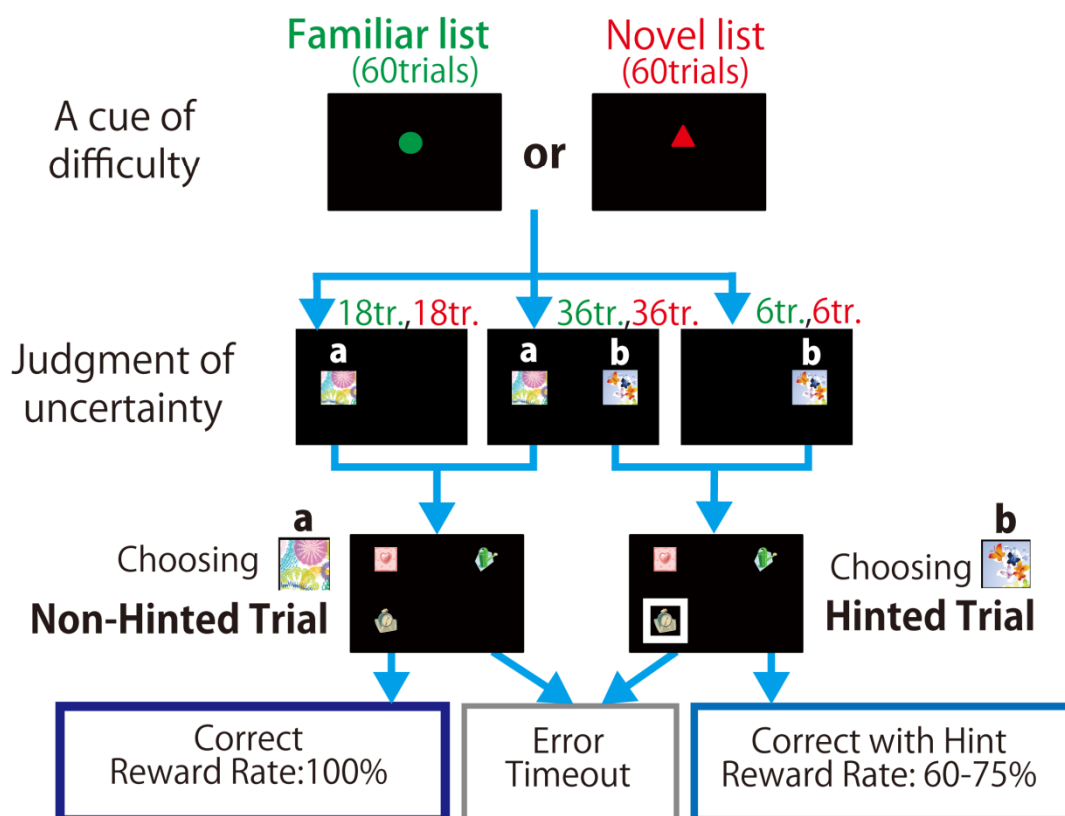 Familiar list
(60trials)
Novel list
(60trials)
A cue of
difficulty
or
18tr.,18tr.
36tr.,36tr.
6tr.,6tr.
a
a
b
b
Judgment of
uncertainty
a
Choosing
Non-Hinted Trial
b
Choosing
Hinted Trial
Correct
Reward Rate:100%
Error
Timeout
Correct with Hint
Reward Rate: 60-75%